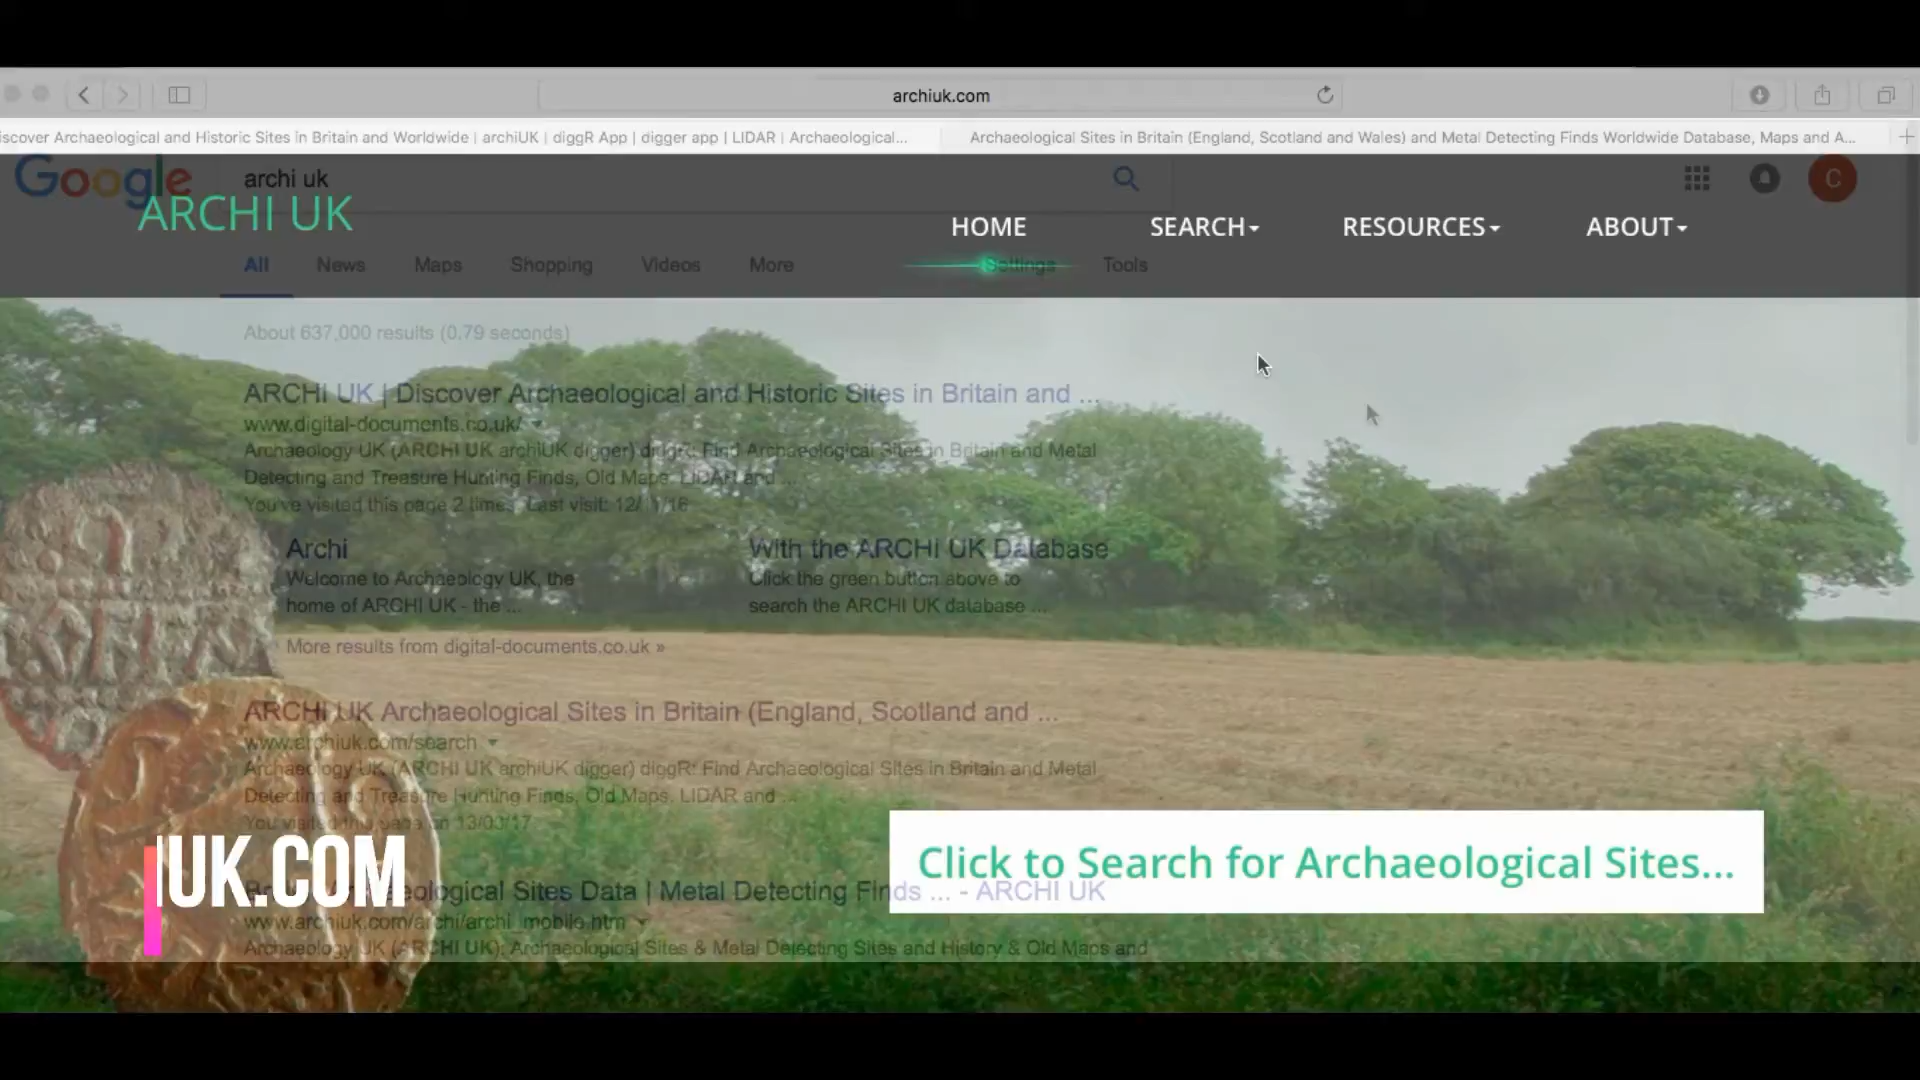 archiuk.com
iscover Archaeological and Historic Sites in Britain and Worldwide | archiUK | diggR App | digger app | LIDAR | Archaeological...
Archaeological Sites in Britain (England, Scotland and Wales) and Metal Detecting Finds Worldwide Database, Maps and A...
Google
archi uk
C
ARCHI UK
HOME
SEARCH
RESOURCES
ABOUT
All
News
Maps
Shopping
Videos
More
Settings
Tools
About 637,000 results (0.79 seconds)
ARCHI UK | Discover Archaeological and Historic Sites in Britain and ...
www.digital-documents.co.uk/
Archaeology UK (ARCHI UK archiUK digger) diggR: Find Archaeological Sites in Britain and Metal
Detecting and Treasure Hunting Finds, Old Maps. LIDAR and ...
You've visited this page 2 times. Last visit:
Archi
Welcome to Archaeology UK, the
home of ARCHI UK - the ...
With the ARCHI UK Database
Click the green button above to
search the ARCHI UK database ...
More results from digital-documents.co.uk »
ARCHI UK Archaeological Sites in Britain (England, Scotland and ...
www.archiuk.com/search
Archaeology UK (ARCHI UK archiUK digger) diggR: Find Archaeological Sites in Britain and Metal
Detecting and Treasure Hunting Finds, Old Maps. LIDAR and ...
You visited this page on 13/03/17
IUK.COM
Click to Search for Archaeological Sites...
Archaeological Sites Data | Metal Detecting Finds ... - ARCHI UK
www.archiuk.com/archi/archi_mobile.htm
Archaeology UK (ARCHI UK); Archaeological Sites & Metal Detecting Sites and History & Old Maps and